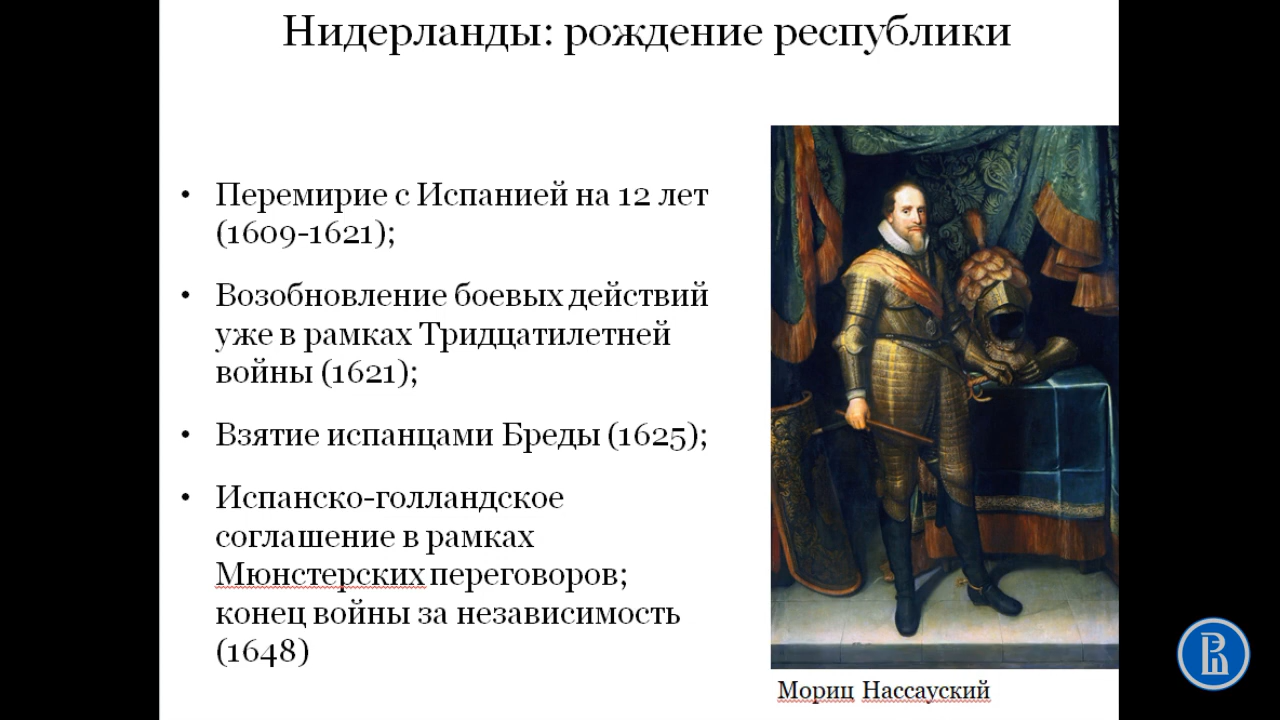 Нидерланды: рождение республики
• Перемирие с Испанией на 12 лет
(1609-1621);
• Возобновление боевых действий
уже в рамках Тридцатилетней
войны (1621);
• Взятие испанцами Бреды (1625);
• Испанско-голландское
соглашение в рамках
Мюнстерских переговоров;
конец войны за независимость
(1648)
Мориц Нассауский